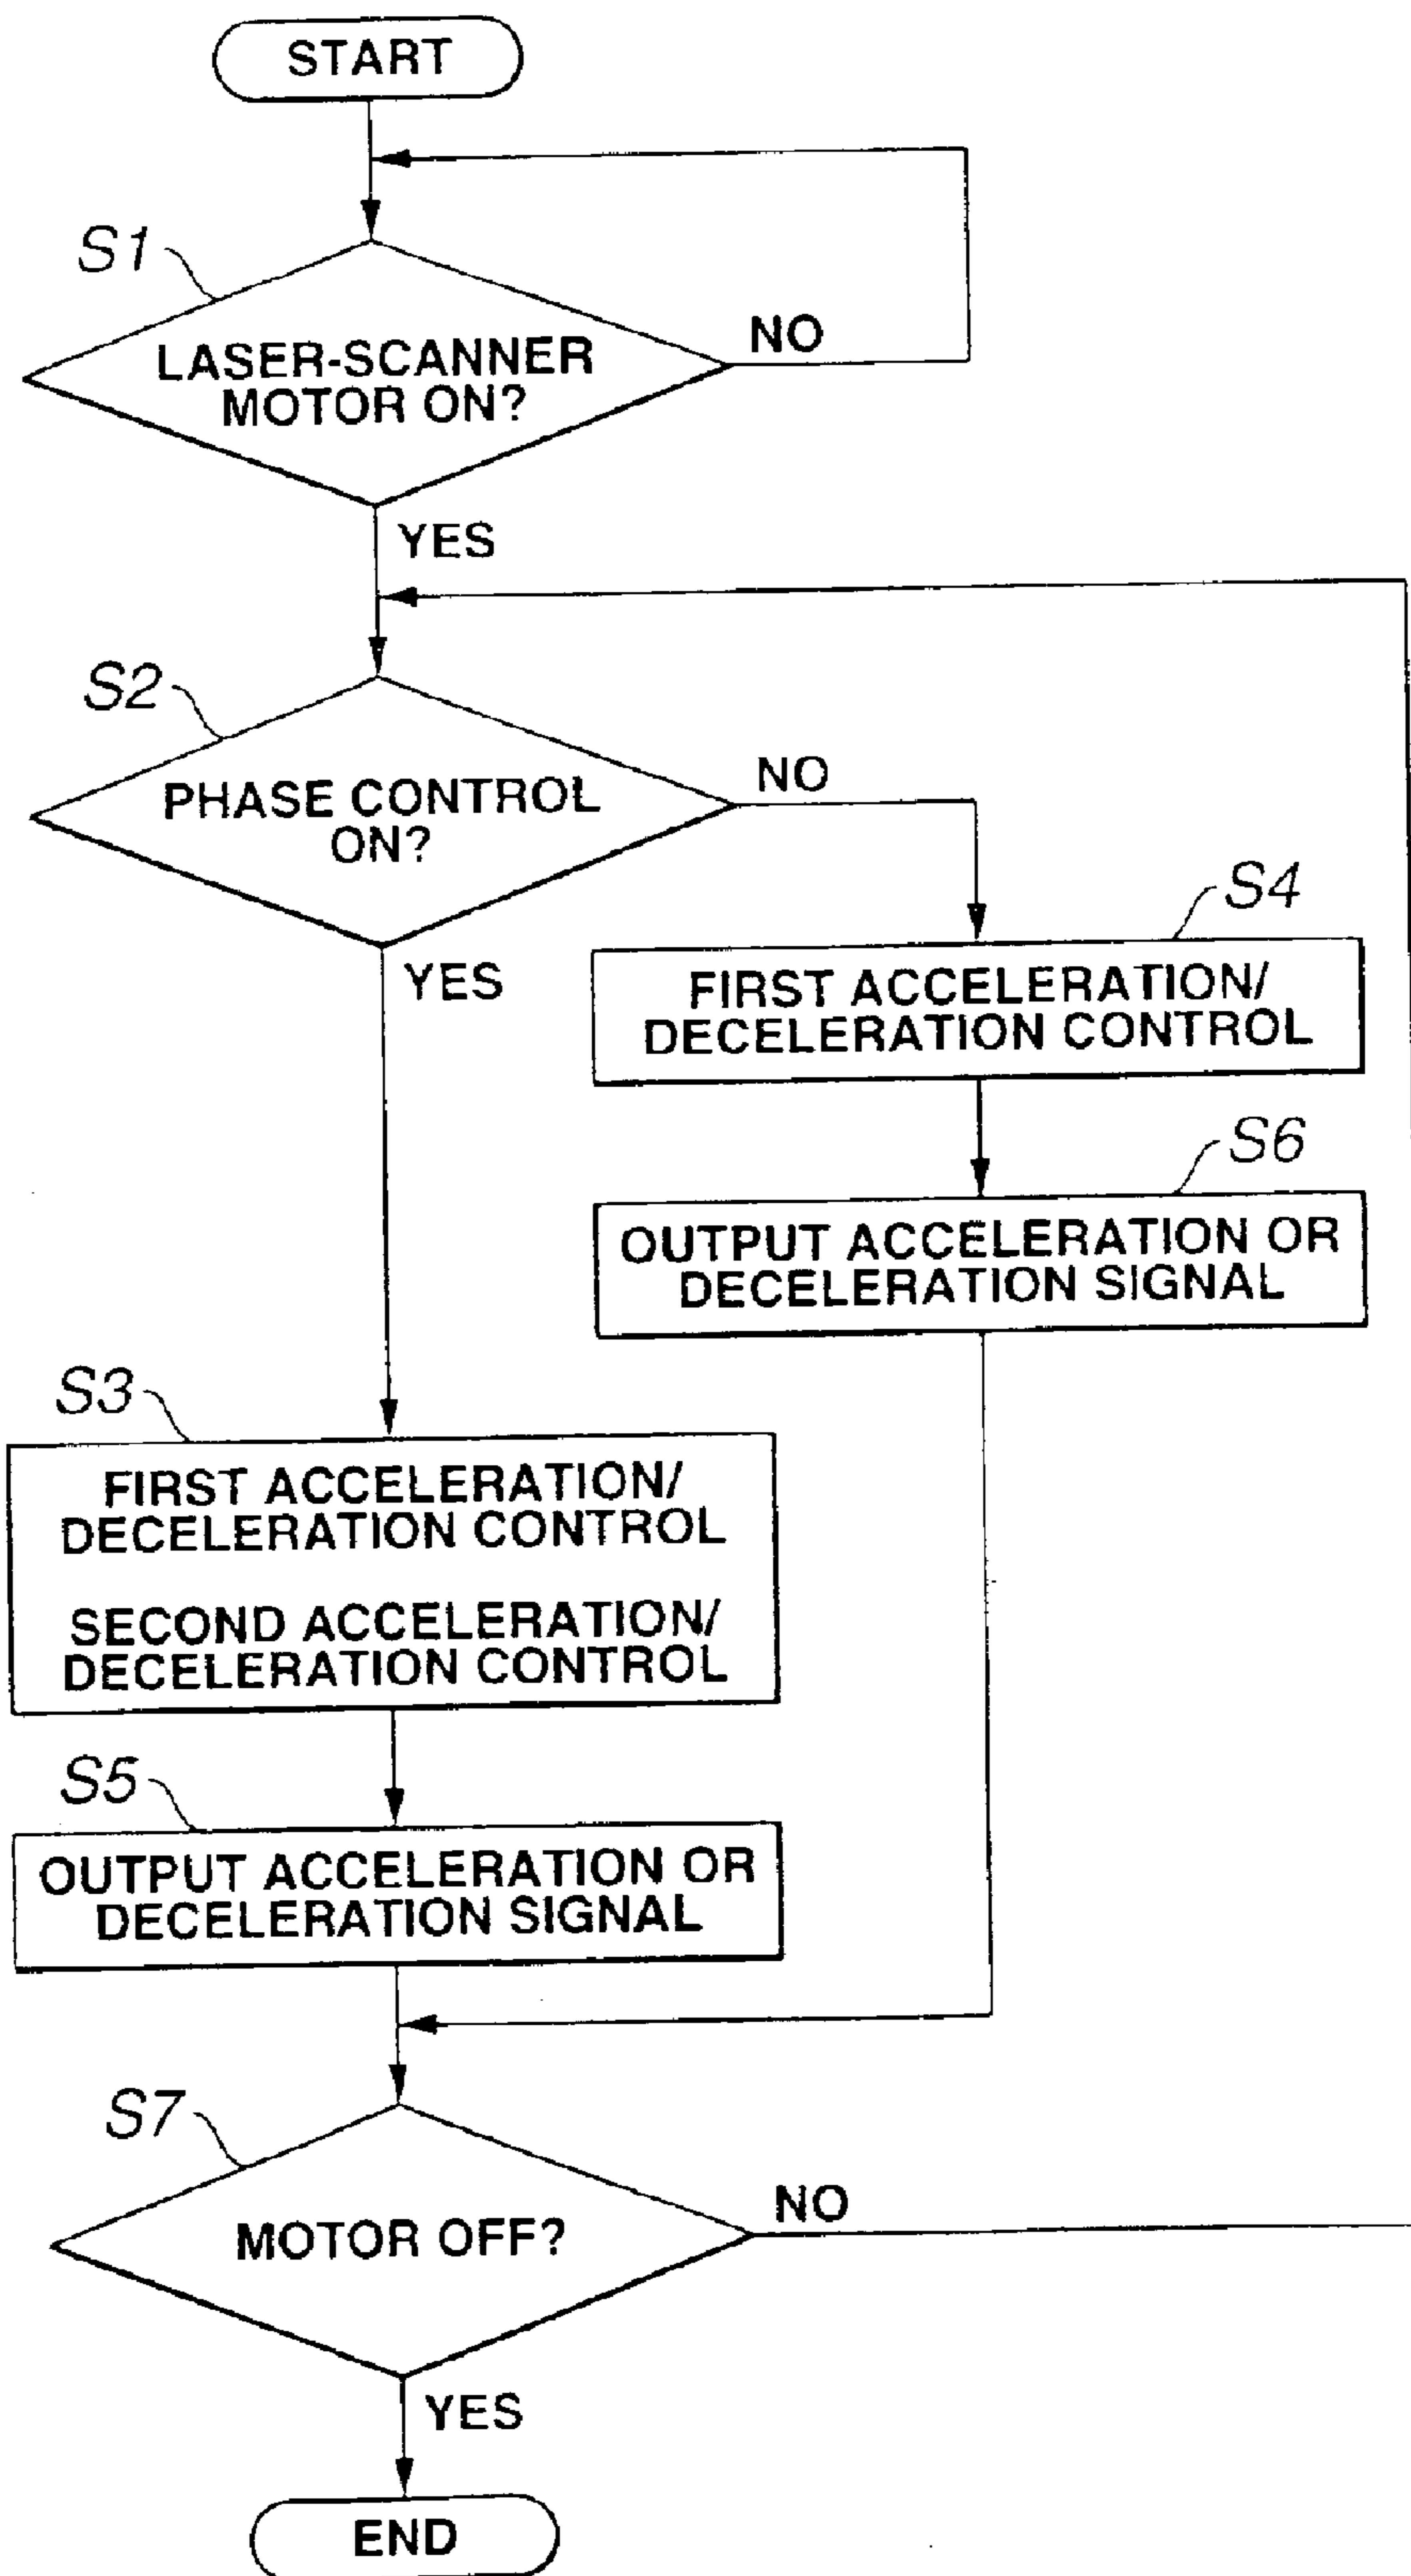 START
S1
LASER-SCANNER
MOTOR ON?
NO
YES
S2
PHASE CONTROL
ON?
NO
YES
S4
FIRST ACCELERATION/
DECELERATION CONTROL
S6
OUTPUT ACCELERATION OR
DECELERATION SIGNAL
S3
FIRST ACCELERATION/
DECELERATION CONTROL
SECOND ACCELERATION/
DECELERATION CONTROL
S5
OUTPUT ACCELERATION OR
DECELERATION SIGNAL
S7
MOTOR OFF?
NO
YES
END